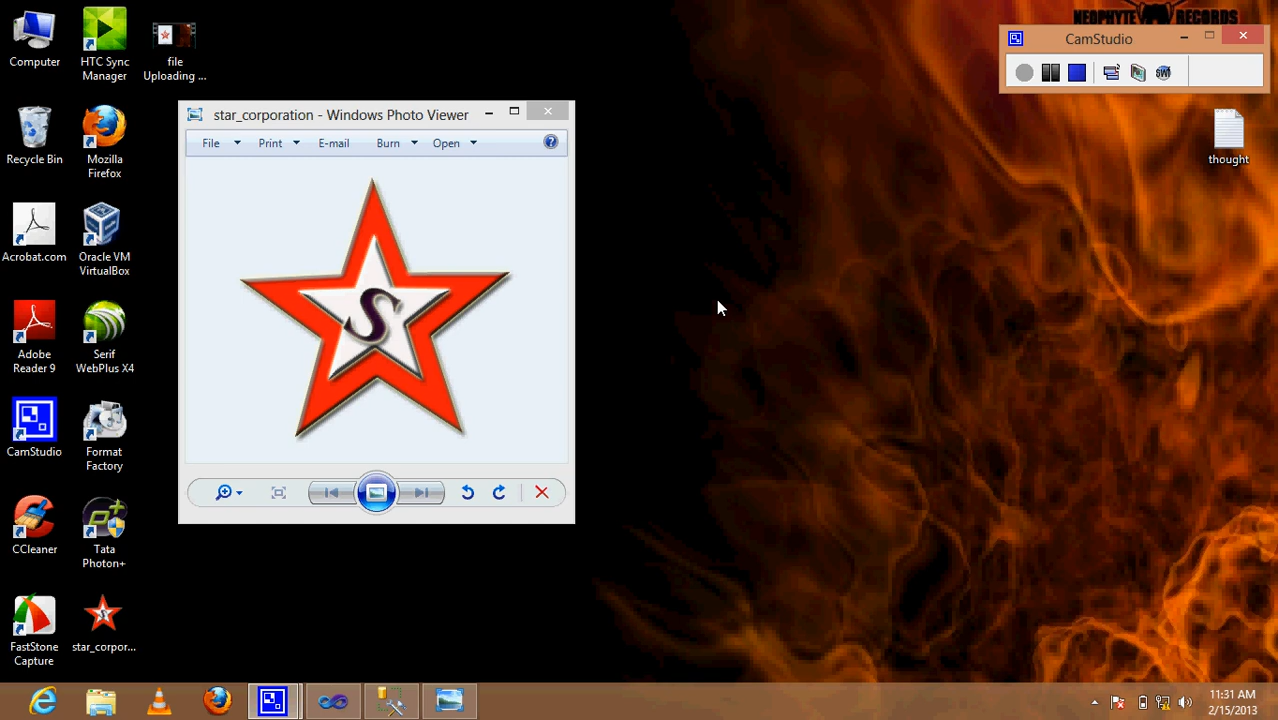 NEOPHYTE RECORDS
CamStudio
Computer
HTC Sync
Manager
file
Uploading ...
star_corporation - Windows Photo Viewer
File
Print
E-mail
Burn
Open
S
SW
Recycle Bin
Mozilla
Firefox
thought
Acrobat.com
Oracle VM
VirtualBox
Adobe
Reader 9
Serif
WebPlus X4
CamStudio
Format
Factory
CCleaner
Tata
Photon+
FastStone
Capture
star_corpor...
11:31 AM
2/15/2013